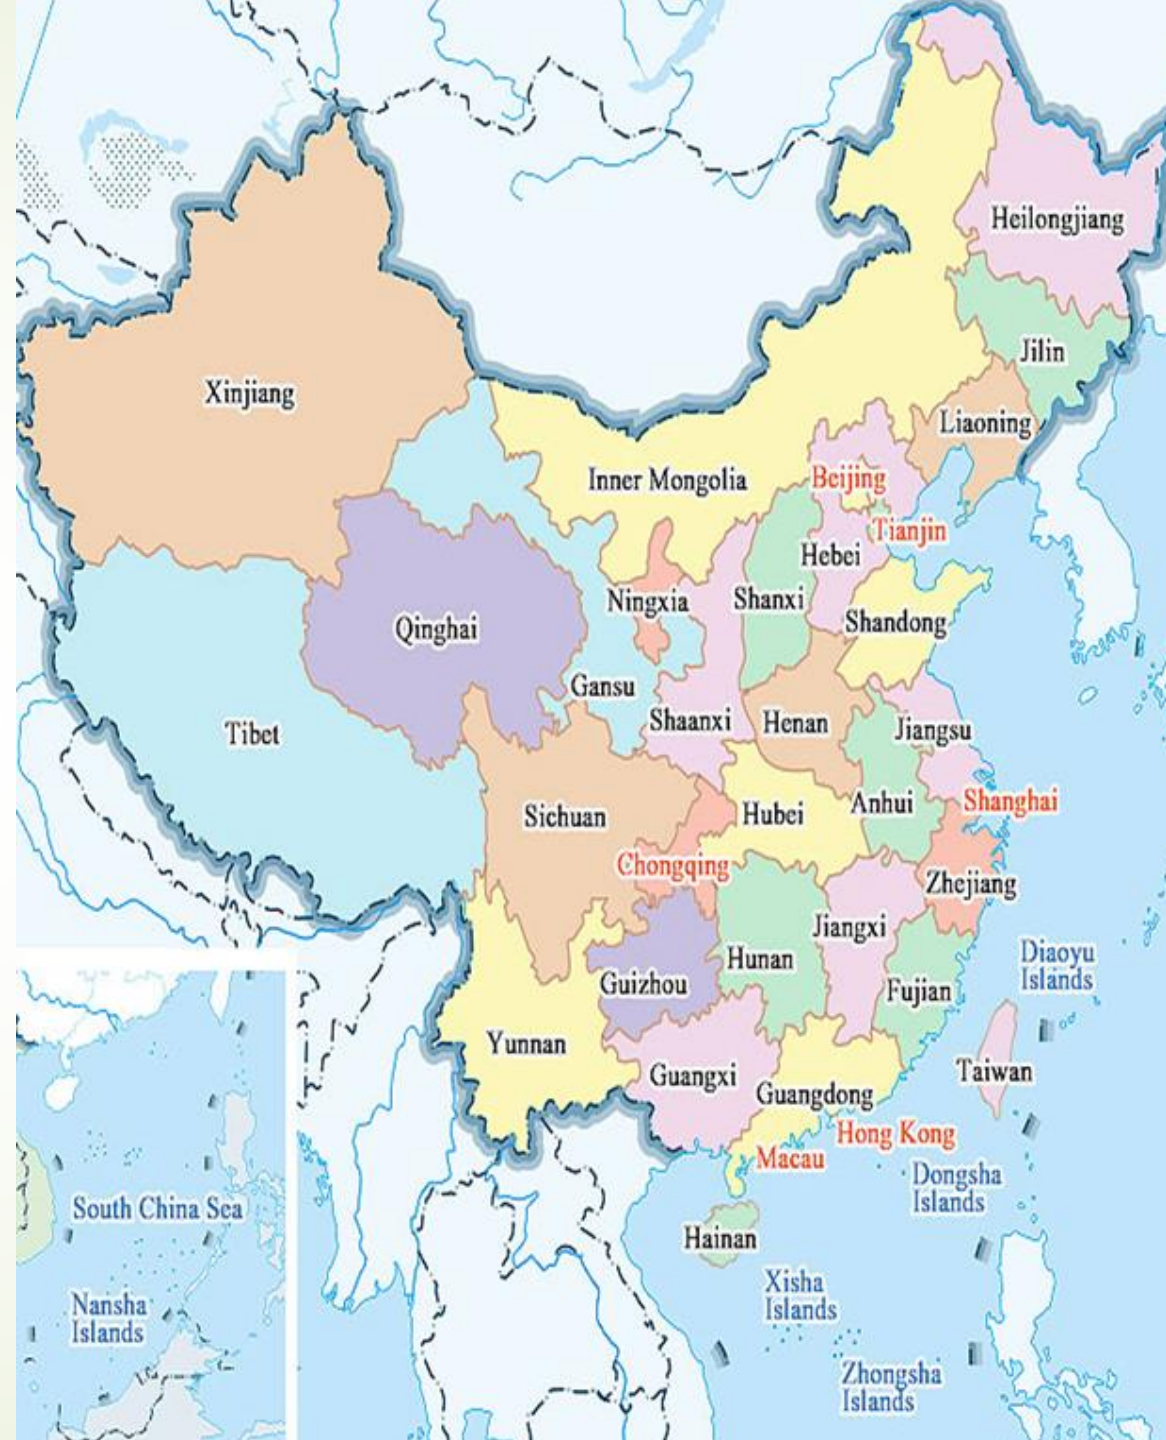 Heilongjiang
Jilin
Xinjiang
Liaoning
Inner Mongolia
Beijing
Tianjin
Hebei
Ningxia
Shanxi
Shandong
Qinghai
Gansu
Shaanxi
Henan
Jiangsu
Tibet
Sichuan
Hubei
Anhui
Shanghai
Chongqing
Zhejiang
Jiangxi
Hunan
Guizhou
Fujian
Diaoyu
Islands
Yunnan
Guangxi
Guangdong
Taiwan
Hong Kong
Macau
Dongsha
Islands
South China Sea
Hainan
Xisha
Islands
Nansha
Islands
Zhongsha
Islands